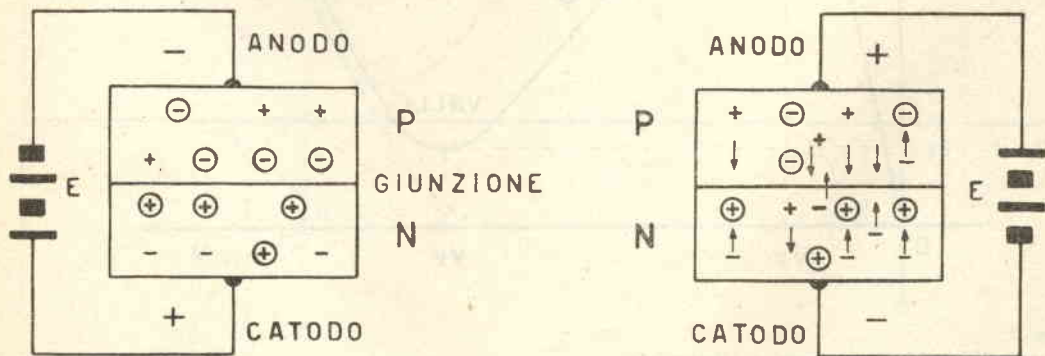 − ANODO
P
GIUNZIONE
E
N
+
CATODO
ANODO +
P
E
N
CATODO −